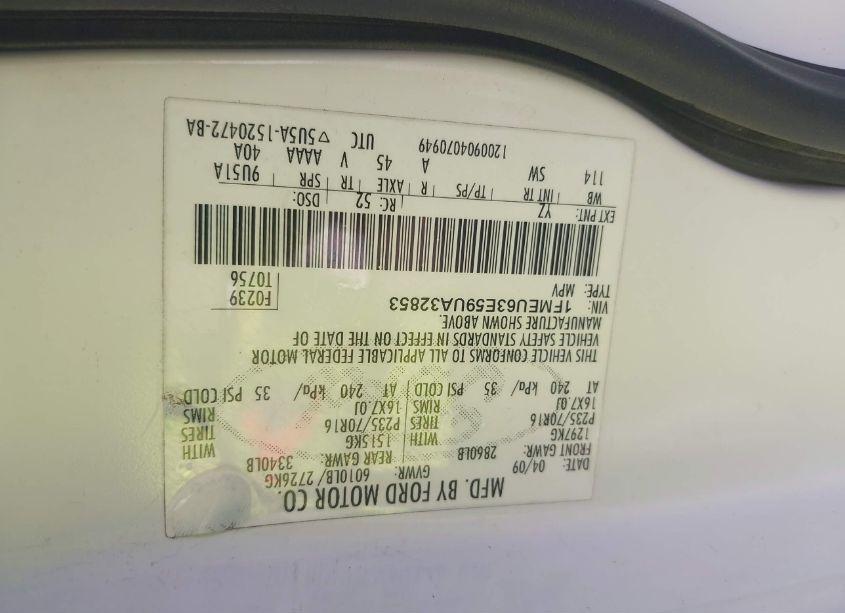 MFD. BY FORD MOTOR CO.
DATE: 04/09 GVWR: 6010LB/ 2726KG
FRONT GAWR: 2860LB REAR GAWR: 3340LB
1297KG WITH 1515KG WITH
P235/70R16 TIRES P235/70R16 TIRES
16X7.0J RIMS 16X7.0J RIMS
AT 240 kPa/ 35 PSI COLD AT 240 kPa/ 35 PSI COLD
THIS VEHICLE CONFORMS TO ALL APPLICABLE FEDERAL MOTOR
VEHICLE SAFETY STANDARDS IN EFFECT ON THE DATE OF
MANUFACTURE SHOWN ABOVE.
VIN: 1FMEU63E59UA32853 F0239
TYPE: MPV T0756
EXT PNT: YZ RC: 52 DSO:
WB INT TR TP/PS R AXLE TR SPR 9U51A
114 SW A 45 V AAAA 40A
120090407094​9 UTC ▽5U5A-1520472-BA